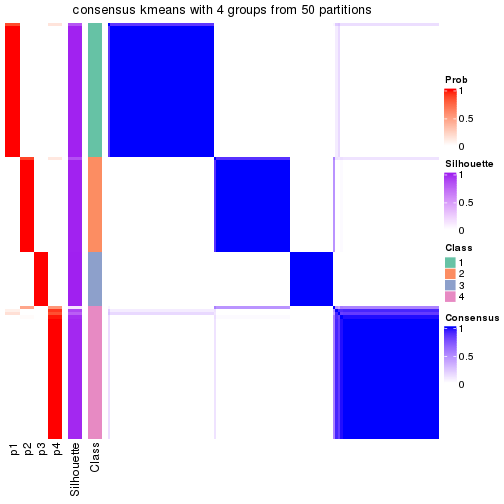 consensus kmeans with 4 groups from 50 partitions
Prob
1
0.5
0
Silhouette
1
0.5
0
Class
1
2
3
4
Consensus
1
0.5
0
p1
p2
p3
p4
Silhouette
Class